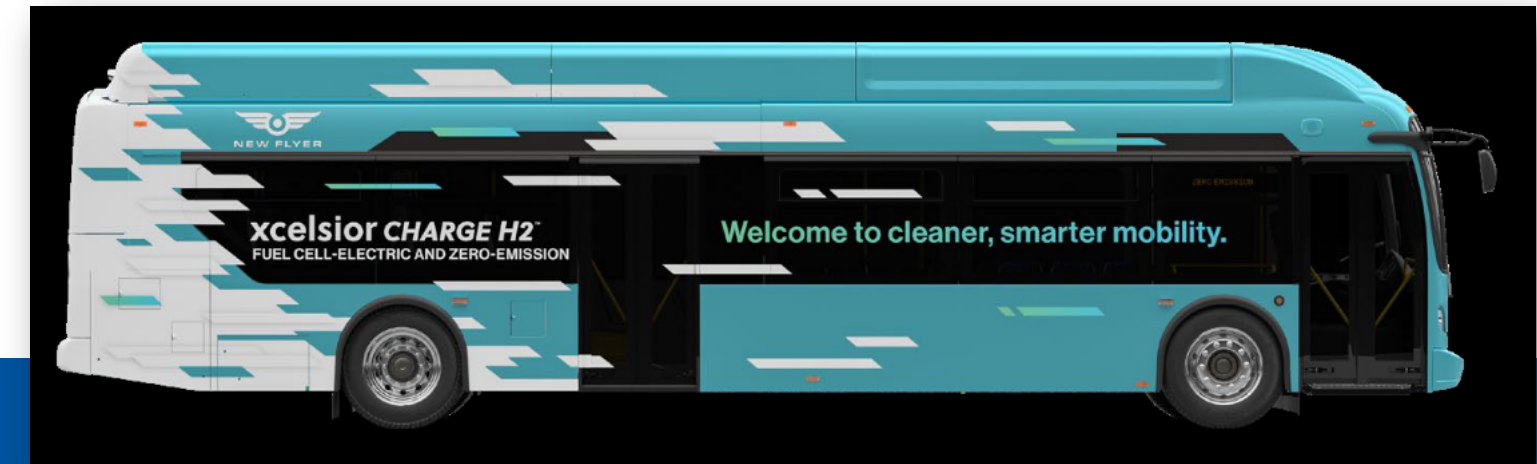 NEW FLYER
xcelsior CHARGE H2™
FUEL CELL-ELECTRIC AND ZERO-EMISSION
Welcome to cleaner, smarter mobility.
ZERO EMISSION